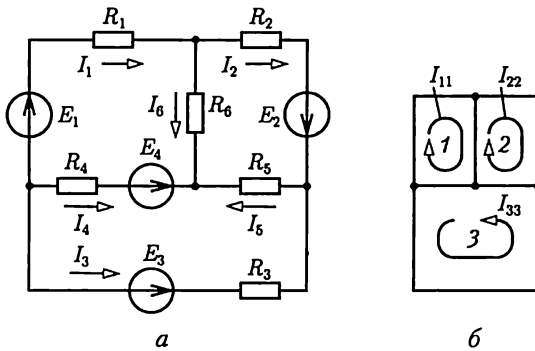 R₁ R₂
I₁ I₂ I₁₁ I₂₂
I₆ R₆
E₁ E₂ 1 2
R₄ E₄ R₅
I₄ I₅ I₃₃
I₃ 3
E₃ R₃
а б